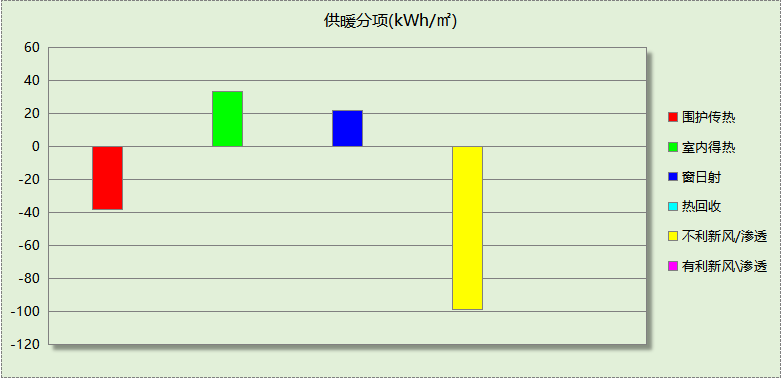 供暖分项(kWh/㎡)
60
40
20
0
-20
-40
-60
-80
-100
-120
围护传热
室内得热
窗日射
热回收
不利新风/渗透
有利新风\渗透